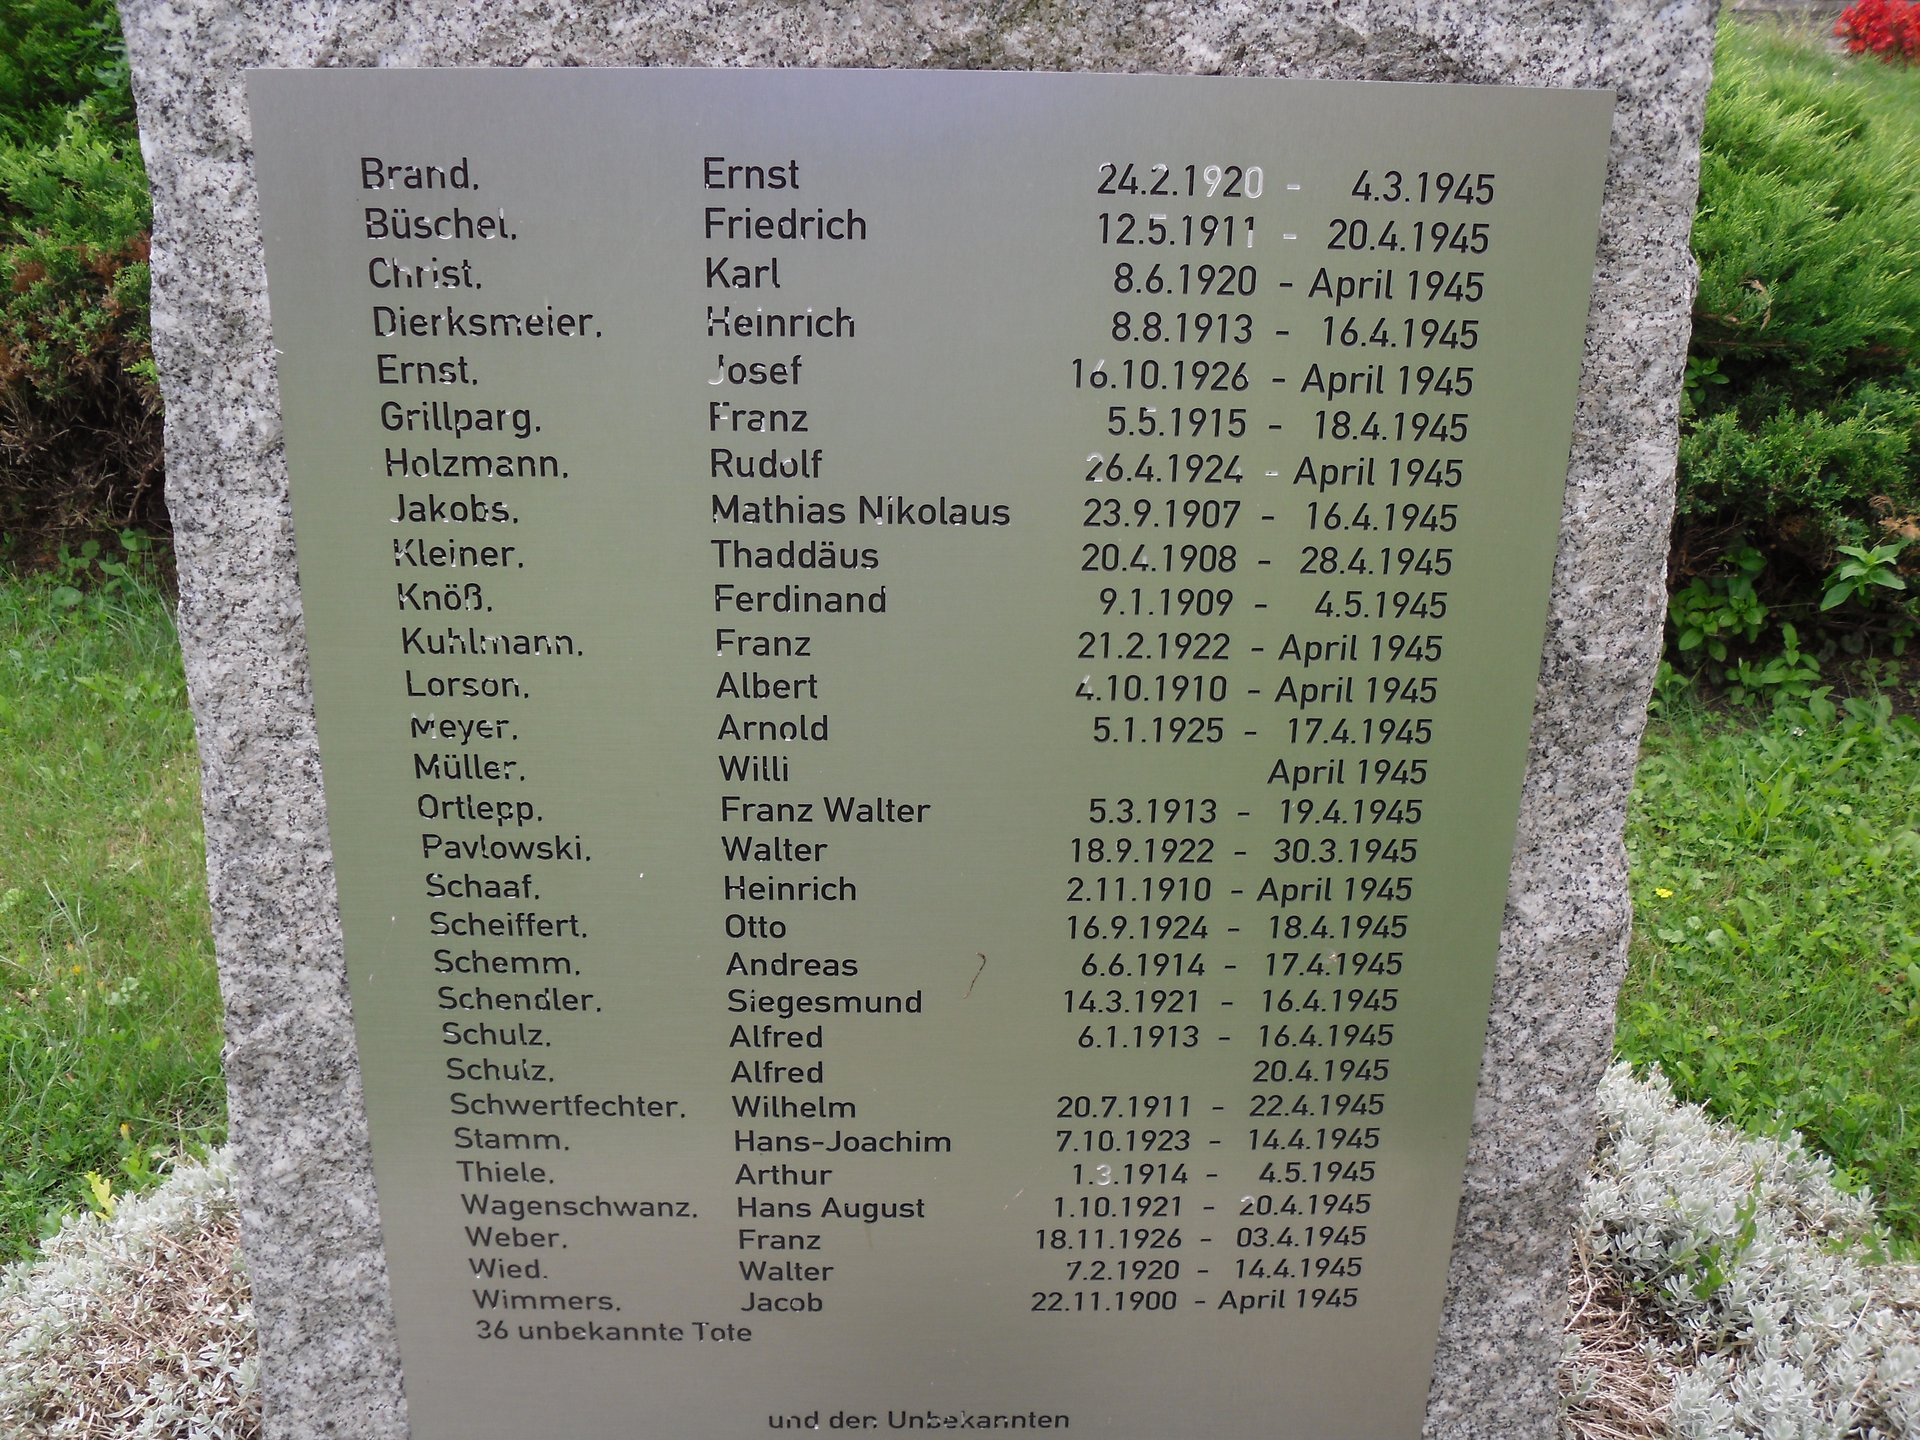 Brand, Ernst 24.2.1920 - 4.3.1945
Büschel, Friedrich 12.5.1911 - 20.4.1945
Christ, Karl 8.6.1920 - April 1945
Dierksmeier, Heinrich 8.8.1913 - 16.4.1945
Ernst, Josef 16.10.1926 - April 1945
Grillparg, Franz 5.5.1915 - 18.4.1945
Holzmann, Rudolf 26.4.1924 - April 1945
Jakobs, Mathias Nikolaus 23.9.1907 - 16.4.1945
Kleiner, Thaddäus 20.4.1908 - 28.4.1945
Knöß, Ferdinand 9.1.1909 - 4.5.1945
Kuhlmann, Franz 21.2.1922 - April 1945
Lorson, Albert 4.10.1910 - April 1945
Meyer, Arnold 5.1.1925 - 17.4.1945
Müller, Willi April 1945
Ortlepp, Franz Walter 5.3.1913 - 19.4.1945
Pavlowski, Walter 18.9.1922 - 30.3.1945
Schaaf, Heinrich 2.11.1910 - April 1945
Scheiffert, Otto 16.9.1924 - 18.4.1945
Schemm, Andreas 6.6.1914 - 17.4.1945
Schendler, Siegesmund 14.3.1921 - 16.4.1945
Schulz, Alfred 6.1.1913 - 16.4.1945
Schulz, Alfred 20.4.1945
Schwertfechter, Wilhelm 20.7.1911 - 22.4.1945
Stamm, Hans-Joachim 7.10.1923 - 14.4.1945
Thiele, Arthur 1.3.1914 - 4.5.1945
Wagenschwanz, Hans August 1.10.1921 - 20.4.1945
Weber, Franz 18.11.1926 - 03.4.1945
Wied, Walter 7.2.1920 - 14.4.1945
Wimmers, Jacob 22.11.1900 - April 1945
36 unbekannte Tote
und den Unbekannten